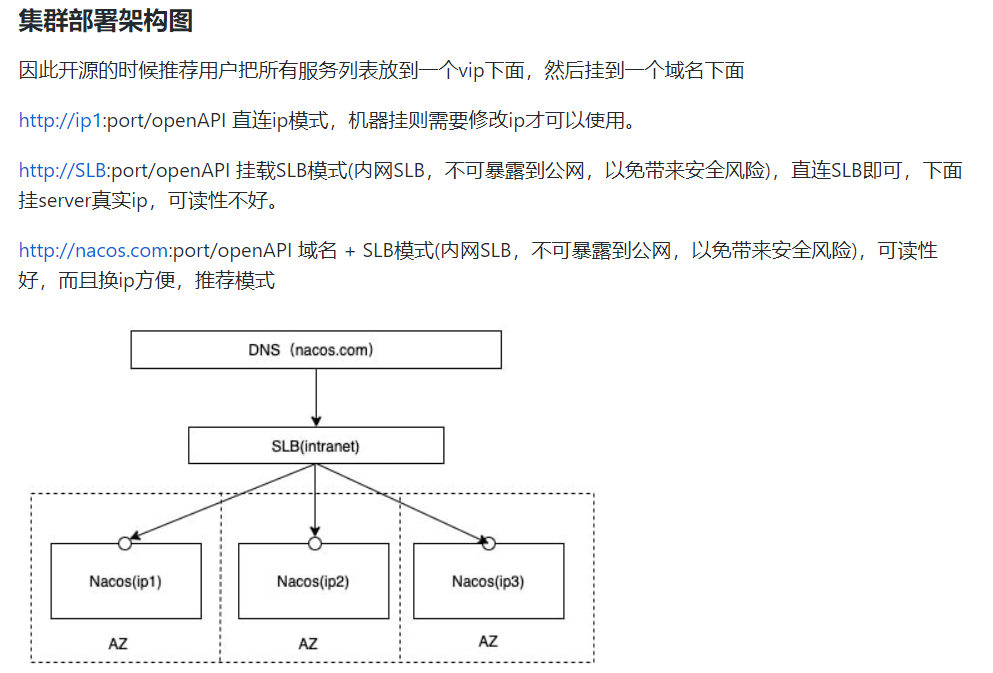 集群部署架构图
因此开源的时候推荐用户把所有服务列表放到一个vip下面，然后挂到一个域名下面
http://ip1:port/openAPI 直连ip模式，机器挂则需要修改ip才可以使用。
http://SLB:port/openAPI 挂载SLB模式(内网SLB，不可暴露到公网，以免带来安全风险)，直连SLB即可，下面
挂server真实ip，可读性不好。
http://nacos.com:port/openAPI 域名 + SLB模式(内网SLB，不可暴露到公网，以免带来安全风险)，可读性
好，而且换ip方便，推荐模式
DNS（nacos.com）
SLB(intranet)
Nacos(ip1) Nacos(ip2) Nacos(ip3)
AZ AZ AZ